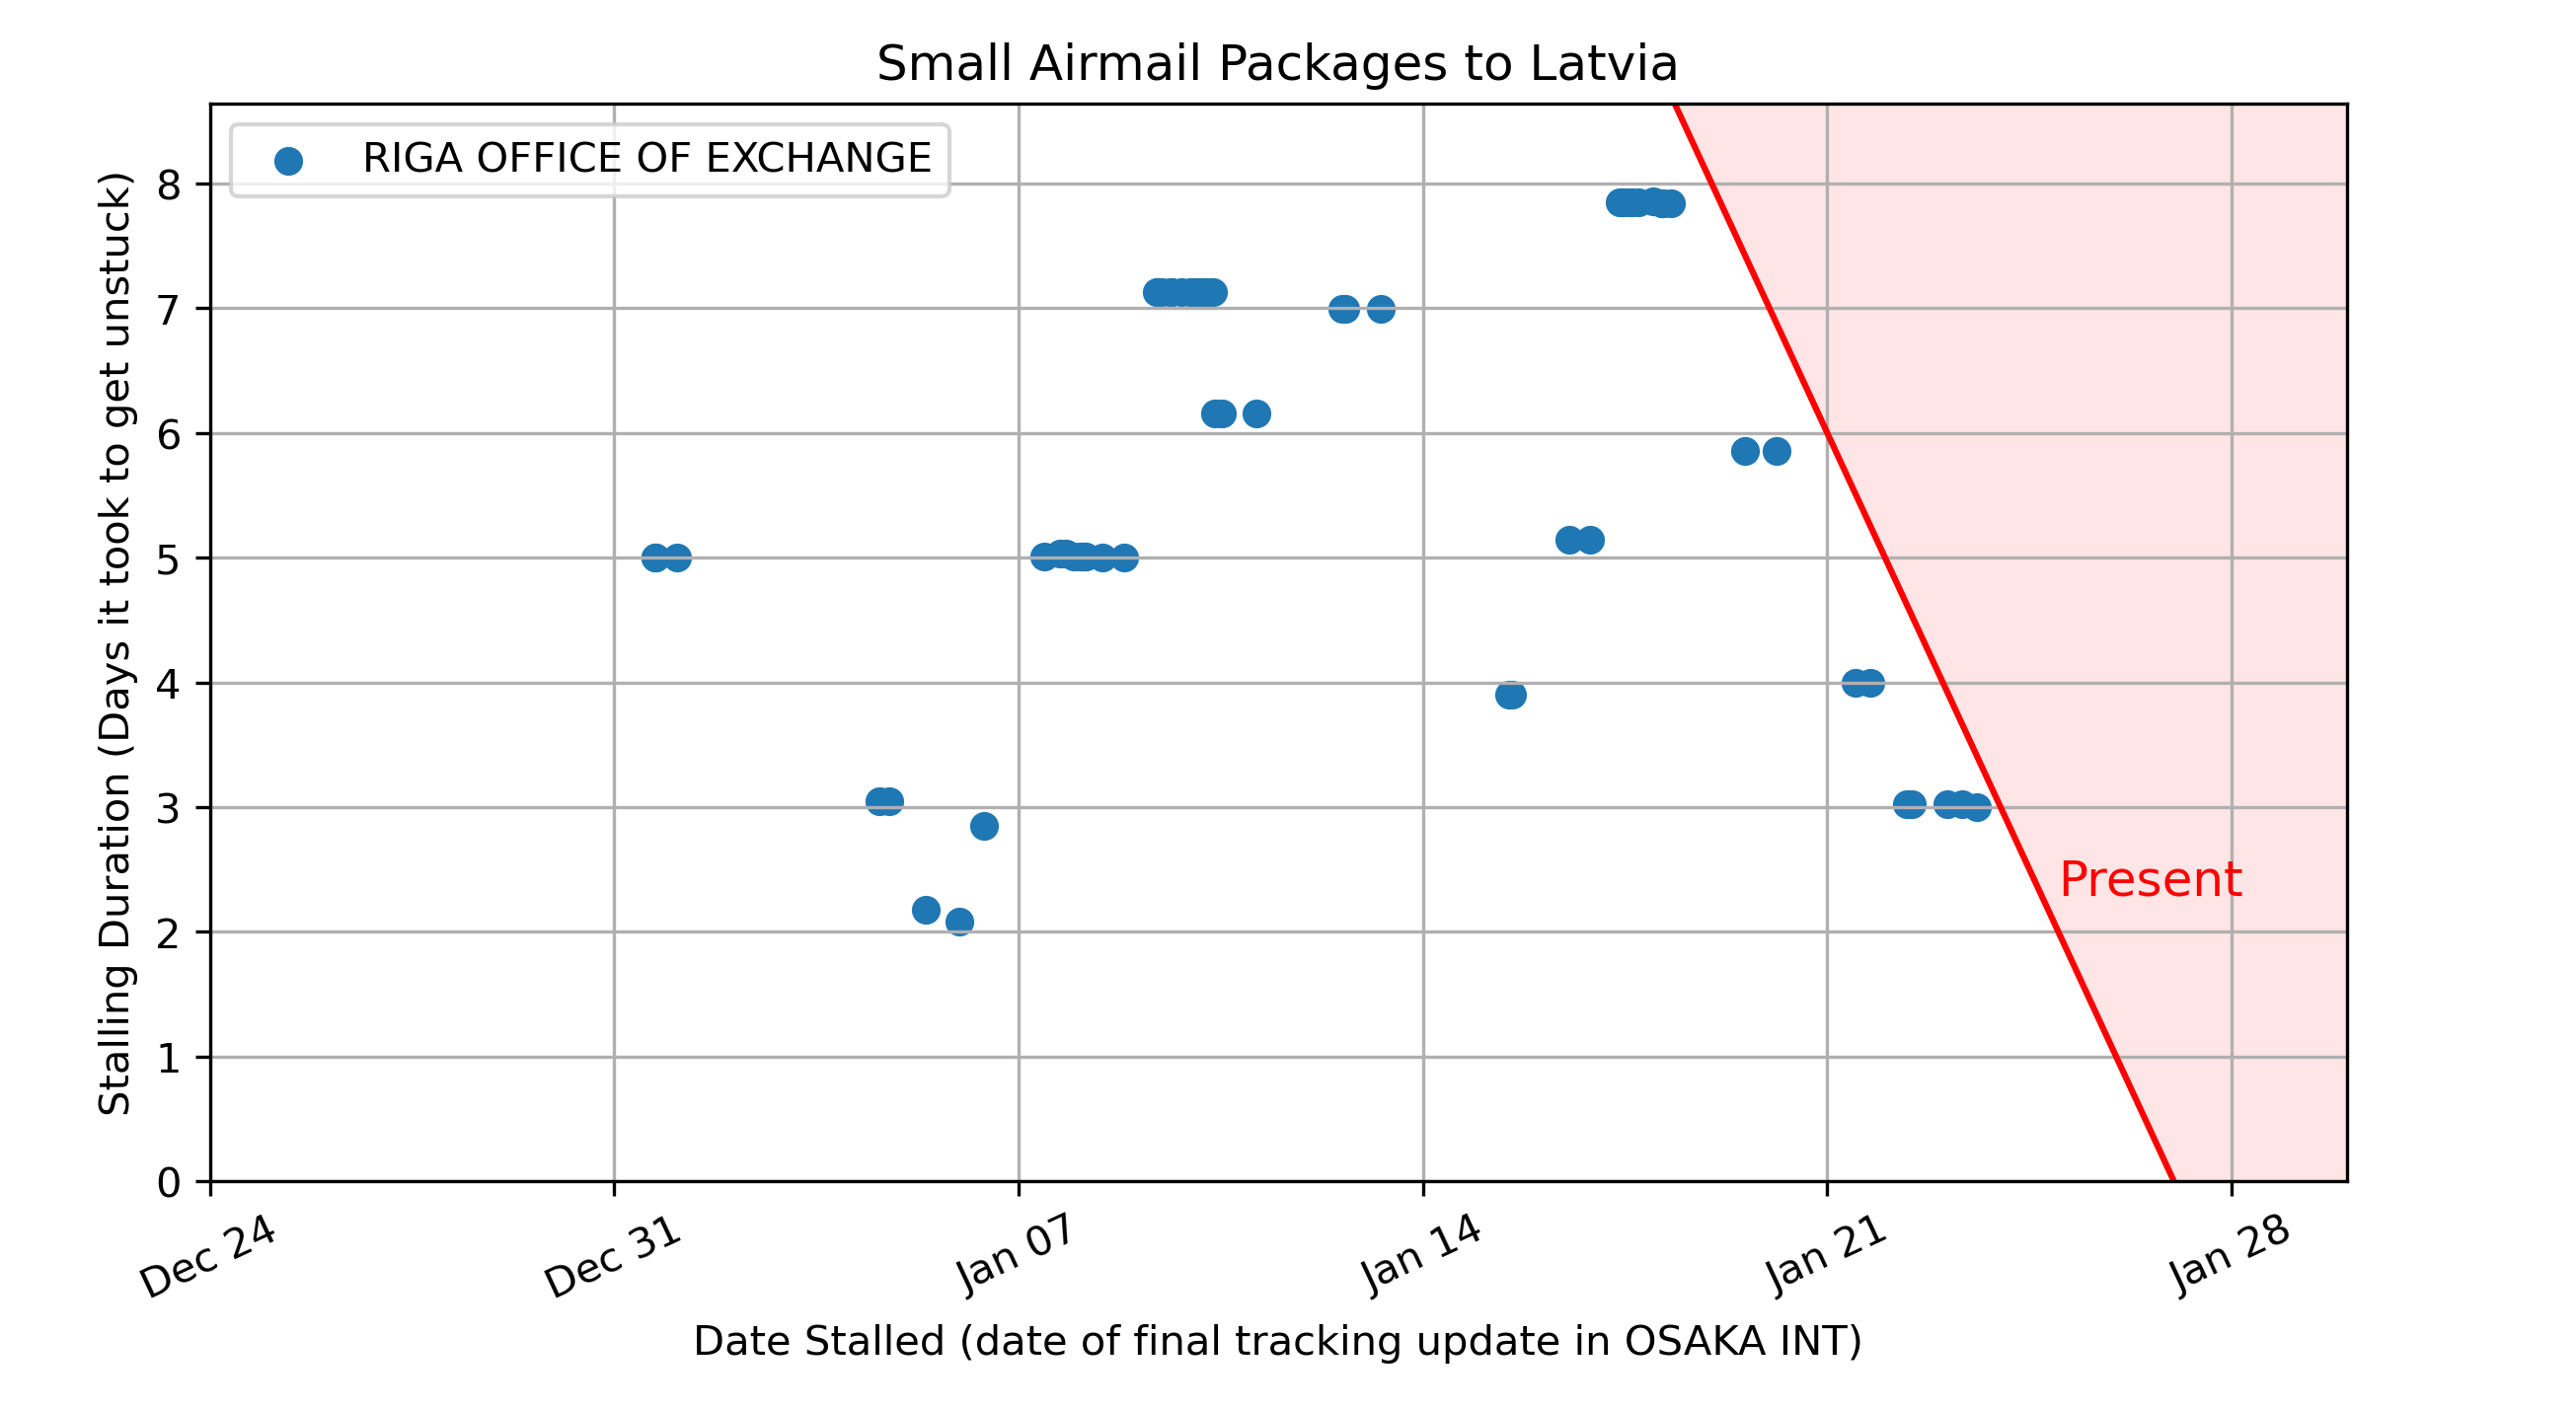 Small Airmail Packages to Latvia
RIGA OFFICE OF EXCHANGE
Stalling Duration (Days it took to get unstuck)
8
7
6
5
4
3
2
1
0
Present
Dec 24
Dec 31
Jan 07
Jan 14
Jan 21
Jan 28
Date Stalled (date of final tracking update in OSAKA INT)